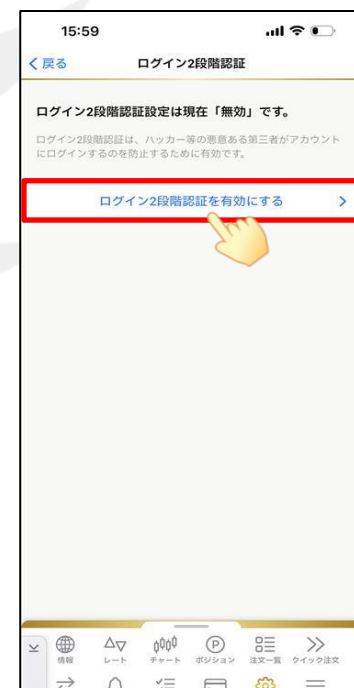 15:59
戻る
ログイン2段階認証
ログイン2段階認証設定は現在「無効」です。
ログイン2段階認証は、ハッカー等の悪意ある第三者がアカウント
にログインするのを防止するために有効です。
ログイン2段階認証を有効にする
情報 レート チャート ポジション 注文一覧 クイック注文